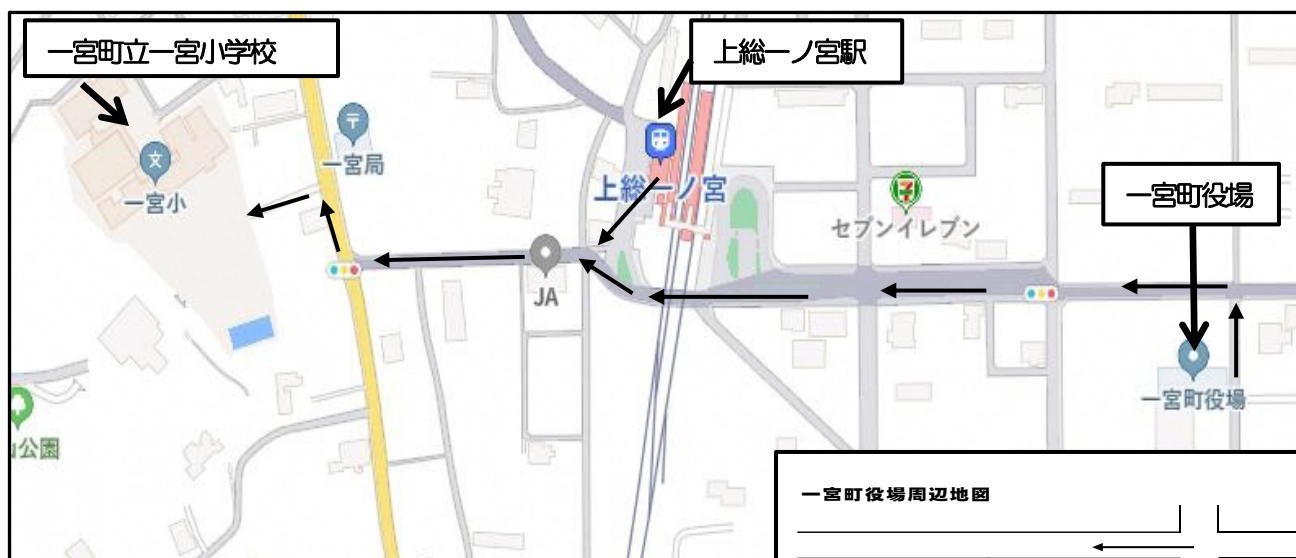 一宮町立一宮小学校
上総一ノ宮駅
一宮局
一宮小
上総一ノ宮
セブンイレブン
一宮町役場
JA
一宮町役場
山公園
一宮町役場周辺地図